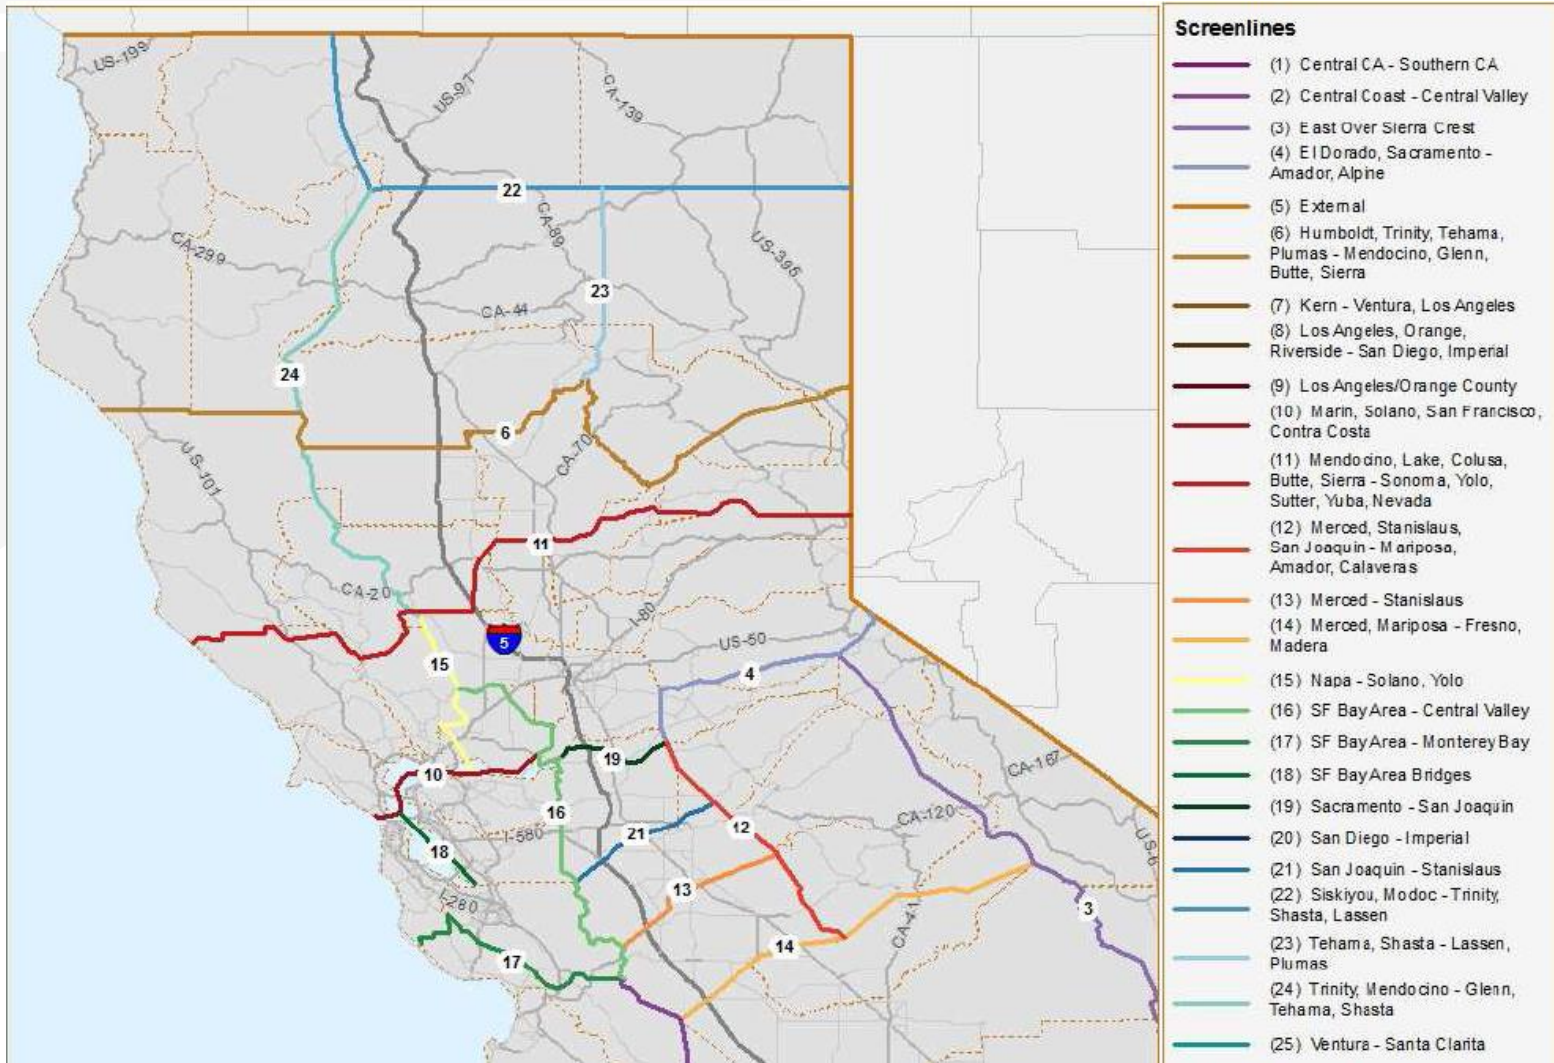 US-199
US-97
CA-139
22
CA-89
CA-299
US-395
23
CA-44
24
6
CA-70
US-101
11
CA-20
I-80
5
US-50
15
4
19
10
CA-167
16
CA-120
12
I-580
21
18
US-6
13
I-280
3
CA-41
14
17
Screenlines
(1) Central CA - Southern CA
(2) Central Coast - Central Valley
(3) East Over Sierra Crest
(4) El Dorado, Sacramento -
Amador, Alpine
(5) External
(6) Humboldt, Trinity, Tehama,
Plumas - Mendocino, Glenn,
Butte, Sierra
(7) Kern - Ventura, Los Angeles
(8) Los Angeles, Orange,
Riverside - San Diego, Imperial
(9) Los Angeles/Orange County
(10) Marin, Solano, San Francisco,
Contra Costa
(11) Mendocino, Lake, Colusa,
Butte, Sierra - Sonoma, Yolo,
Sutter, Yuba, Nevada
(12) Merced, Stanislaus,
San Joaquin - Mariposa,
Amador, Calaveras
(13) Merced - Stanislaus
(14) Merced, Mariposa - Fresno,
Madera
(15) Napa - Solano, Yolo
(16) SF Bay Area - Central Valley
(17) SF Bay Area - Monterey Bay
(18) SF Bay Area Bridges
(19) Sacramento - San Joaquin
(20) San Diego - Imperial
(21) San Joaquin - Stanislaus
(22) Siskiyou, Modoc - Trinity,
Shasta, Lassen
(23) Tehama, Shasta - Lassen,
Plumas
(24) Trinity, Mendocino - Glenn,
Tehama, Shasta
(25) Ventura - Santa Clarita